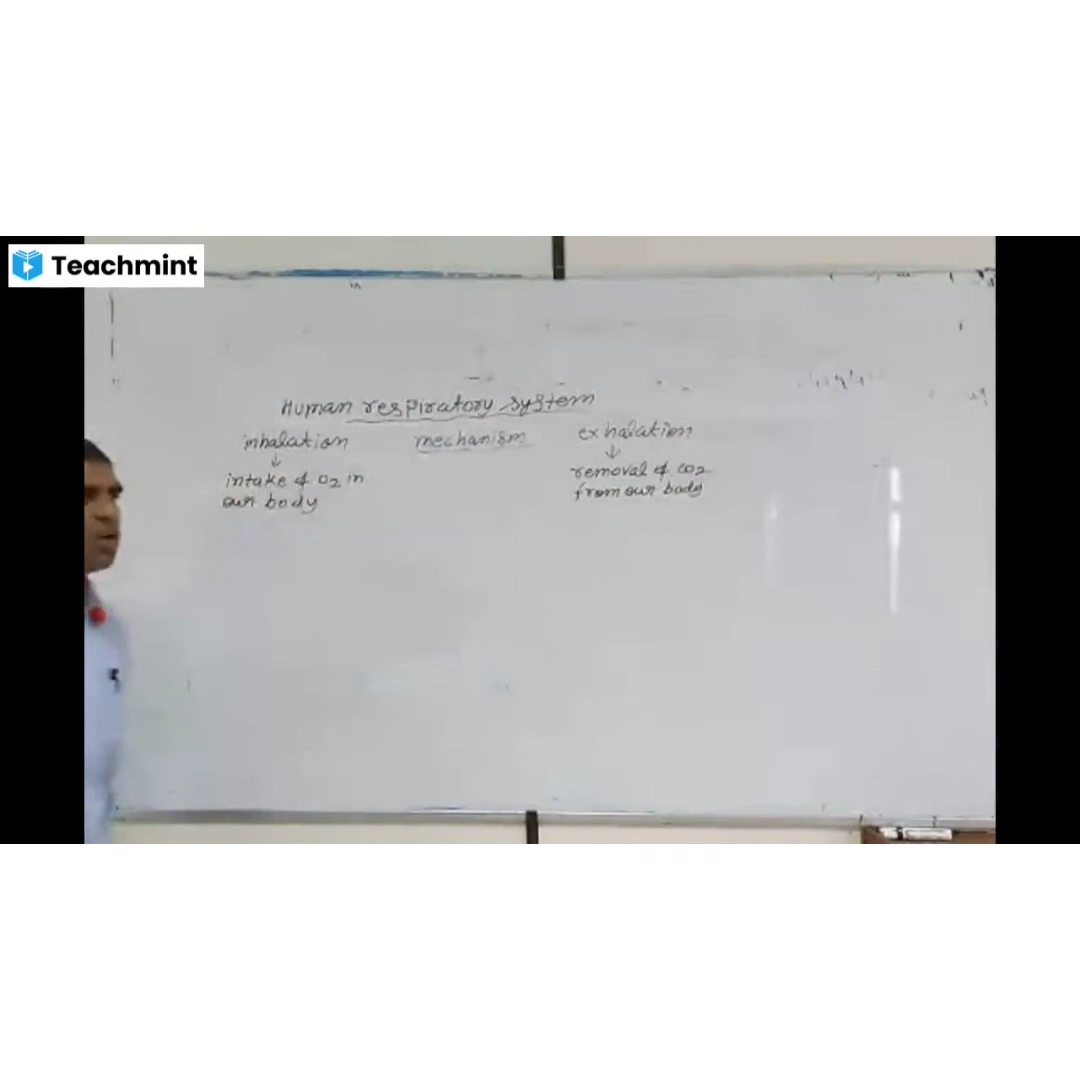 Teachmint
Human respiratory system
inhalation mechanism exhalation
↓ ↓
intake of O2 in removal of CO2
our body from our body